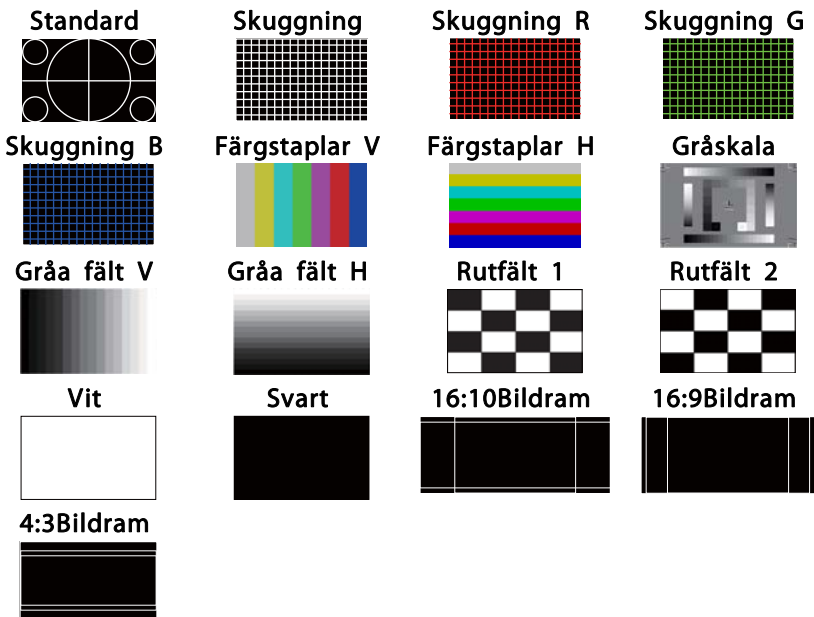 Standard
Skuggning
Skuggning R
Skuggning G
Skuggning B
Färgstaplar V
Färgstaplar H
Gråskala
Gråa fält V
Gråa fält H
Rutfält 1
Rutfält 2
Vit
Svart
16:10Bildram
16:9Bildram
4:3Bildram